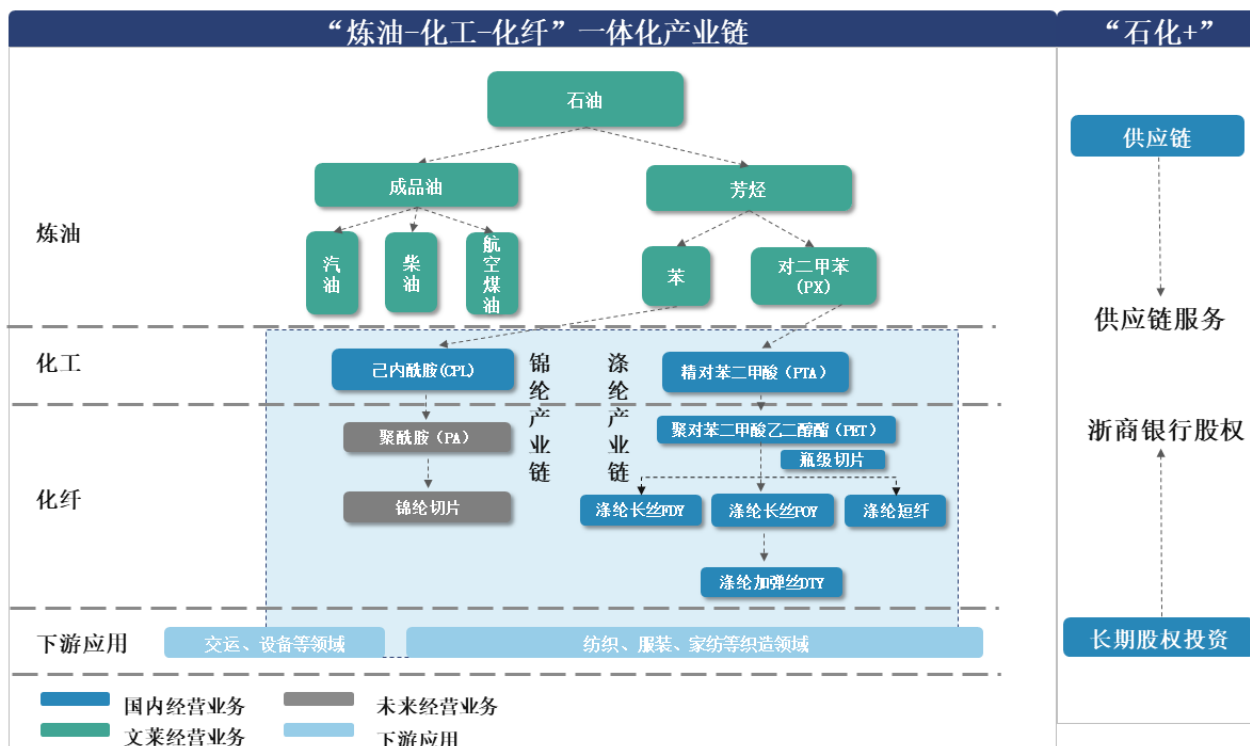 “炼油-化工-化纤”一体化产业链
“石化+”
石油
成品油
芳烃
炼油
汽油
柴油
航空煤油
苯
对二甲苯
(PX)
化工
己内酰胺(CPL)
锦纶产业链
涤纶产业链
精对苯二甲酸（PTA）
化纤
聚酰胺（PA）
聚对苯二甲酸乙二醇酯（PET）
瓶级切片
锦纶切片
涤纶长丝FDY
涤纶长丝POY
涤纶短纤
涤纶加弹丝DTY
下游应用
交运、设备等领域
纺织、服装、家纺等织造领域
国内经营业务
未来经营业务
文莱经营业务
下游应用
供应链
供应链服务
浙商银行股权
长期股权投资